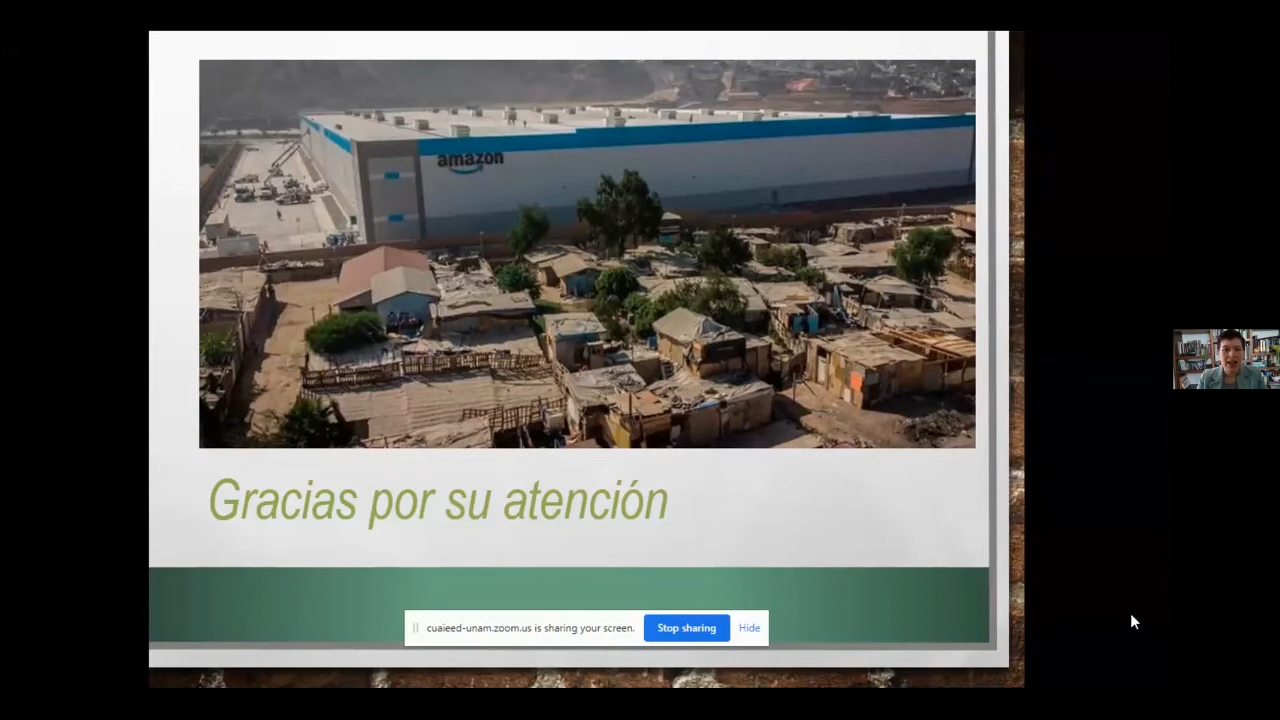 amazon
Gracias por su atención
cuaieed-unam.zoom.us is sharing your screen. Stop sharing Hide